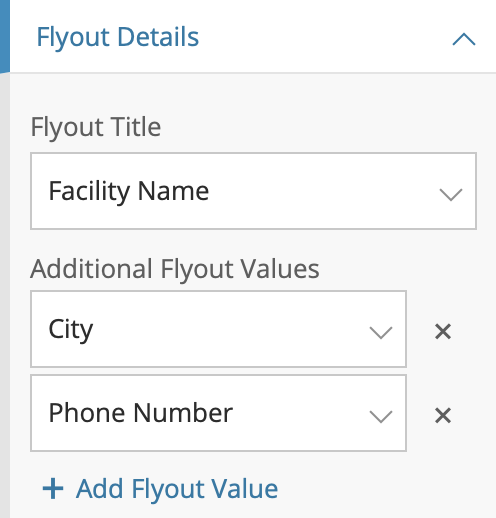 Flyout Details
Flyout Title
Facility Name
Additional Flyout Values
City
Phone Number
+ Add Flyout Value